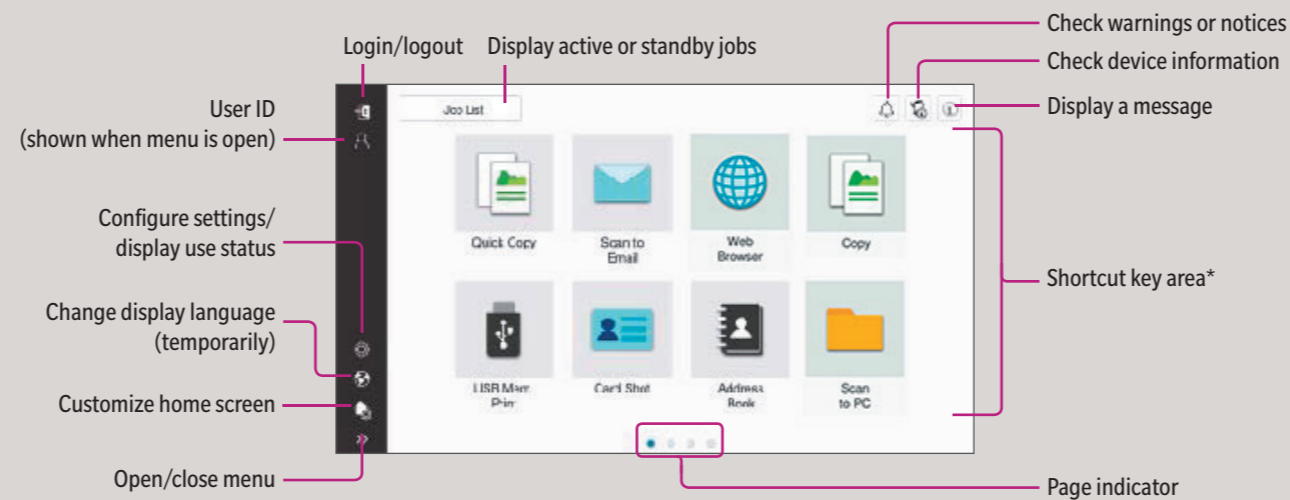 Check warnings or notices
Login/logout
Display active or standby jobs
Check device information
User ID
(shown when menu is open)
Job List
Display a message
Configure settings/
display use status
Quick Copy
Scan to
Email
Web
Browser
Copy
Shortcut key area*
Change display language
(temporarily)
Customize home screen
USB Mem
Print
Card Shot
Address
Book
Scan
to PC
Open/close menu
Page indicator